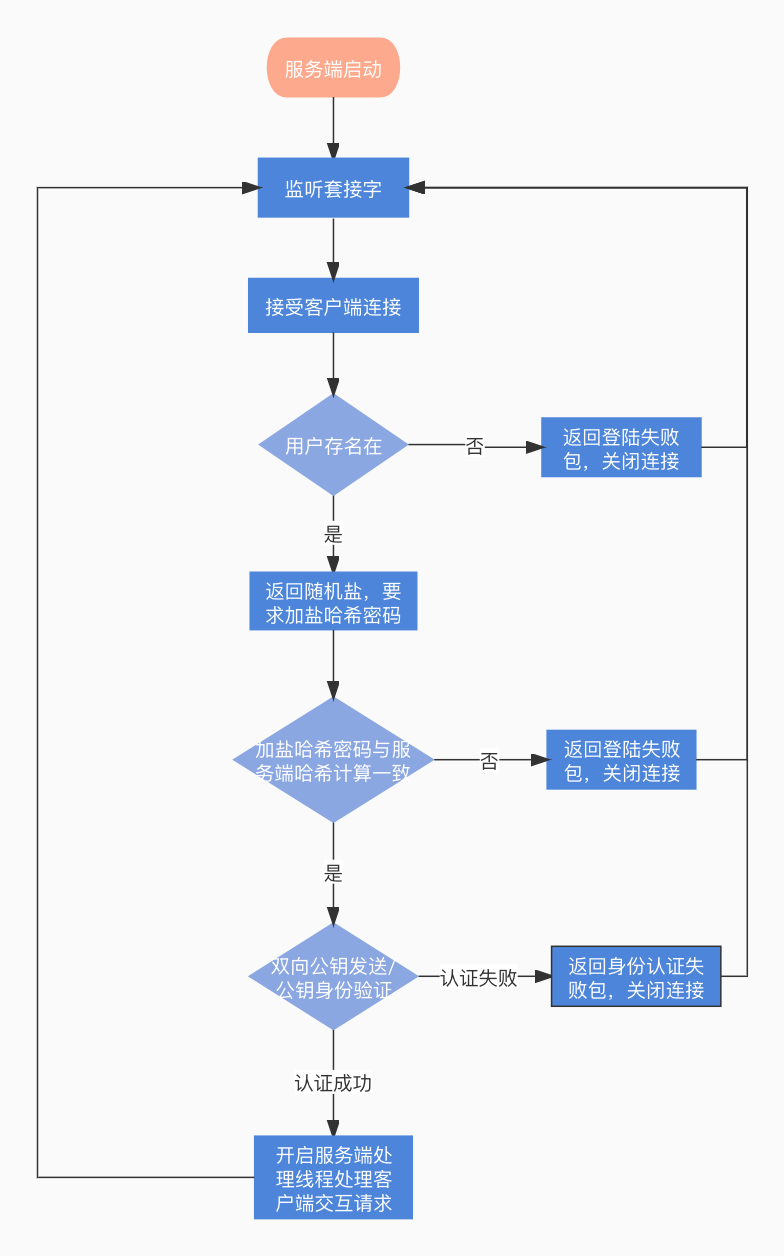 服务端启动
监听套接字
接受客户端连接
用户存名在
否
返回登陆失败
包，关闭连接
是
返回随机盐，要
求加盐哈希密码
加盐哈希密码与服
务端哈希计算一致
否
返回登陆失败
包，关闭连接
是
双向公钥发送/
公钥身份验证
认证失败
返回身份认证失
败包，关闭连接
认证成功
开启服务端处
理线程处理客
户端交互请求